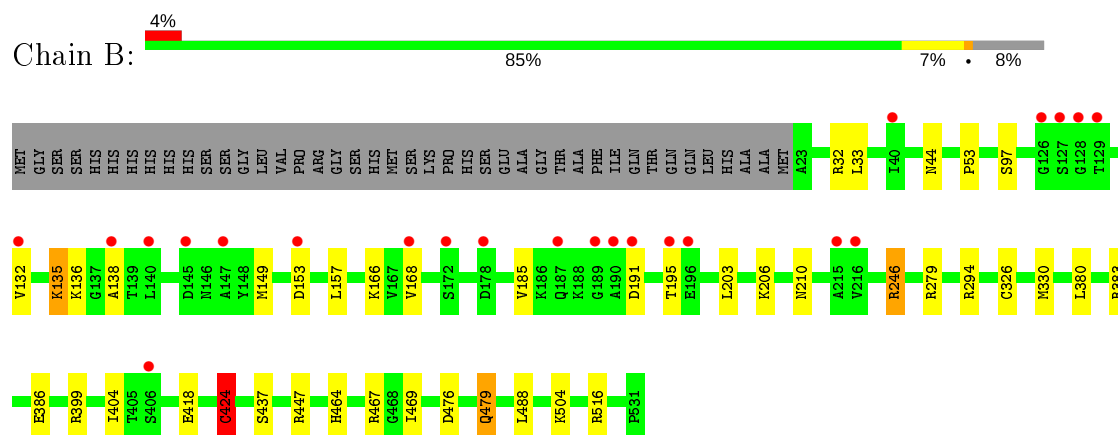 4%
Chain B:
85% 7% • 8%
MET GLY SER SER HIS HIS HIS HIS HIS HIS SER SER GLY LEU VAL PRO ARG GLY SER HIS MET SER LYS PRO HIS SER GLU ALA GLY THR ALA PHE ILE GLN THR GLN GLN LEU HIS ALA ALA MET A23 R32 L33 I40 N44 P53 S97 G126 S127 G128 T129
V132 K135 K136 G137 A138 T139 L140 D145 N146 A147 Y148 M149 D153 L157 K166 V167 V168 S172 D178 V185 K186 Q187 K188 G189 A190 D191 T195 E196 L203 K206 N210 A215 V216 R246 R279 R294 C326 M330 L380
E386 R399 I404 T405 S406 E418 C424 S437 R447 H464 R467 G468 I469 D476 Q479 L488 K504 R516 P531